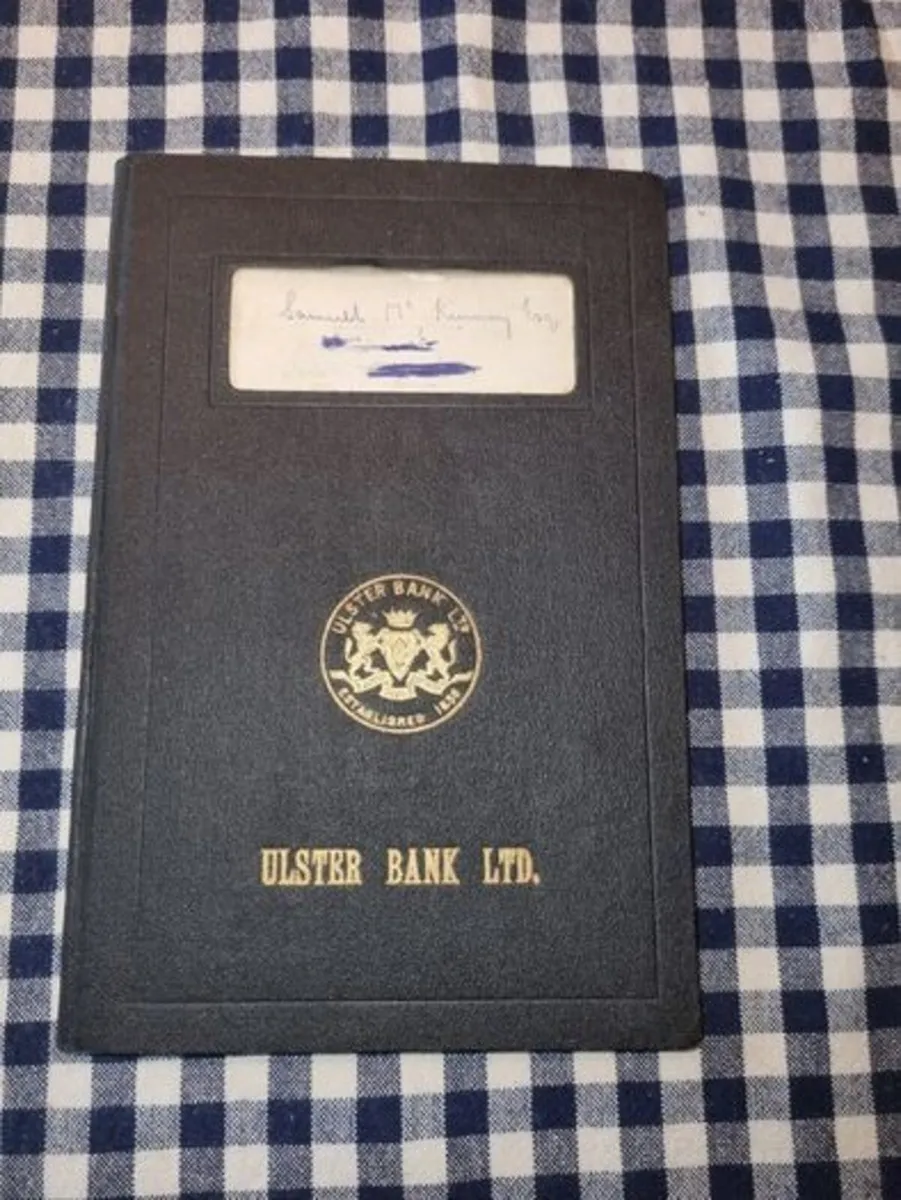 Samuel Mc Kinney Esq.
ULSTER BANK LTD
ESTABLISHED 1836
ULSTER BANK LTD.